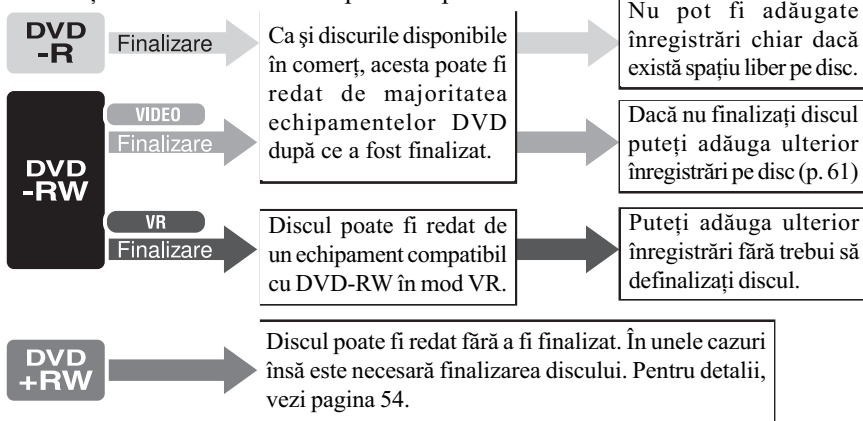 DVD
-R
Finalizare
Ca şi discurile disponibile
în comerţ, acesta poate fi
redat de majoritatea
echipamentelor DVD
după ce a fost finalizat.
Nu pot fi adăugate
înregistrări chiar dacă
există spaţiu liber pe disc.
DVD
-RW
VIDEO
Finalizare
Dacă nu finalizaţi discul
puteţi adăuga ulterior
înregistrări pe disc (p. 61)
VR
Finalizare
Discul poate fi redat de
un echipament compatibil
cu DVD-RW în mod VR.
Puteţi adăuga ulterior
înregistrări fără trebui să
definalizaţi discul.
DVD
+RW
Discul poate fi redat fără a fi finalizat. În unele cazuri
însă este necesară finalizarea discului. Pentru detalii,
vezi pagina 54.